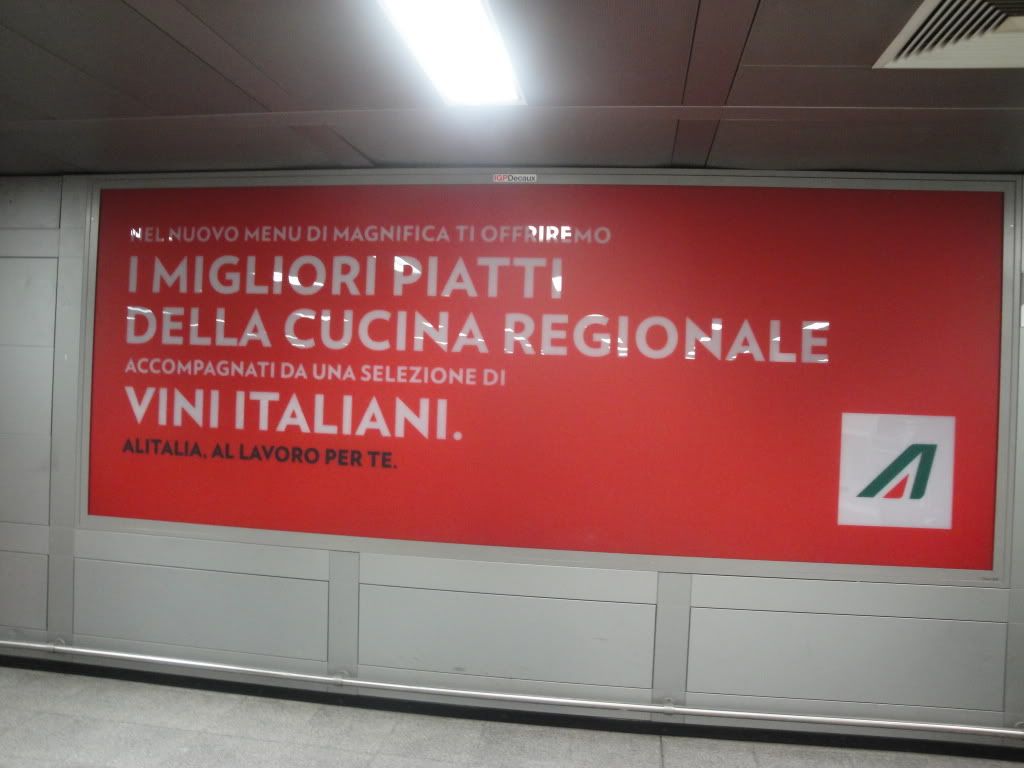 IGPDecaux
NEL NUOVO MENU DI MAGNIFICA TI OFFRIREMO
I MIGLIORI PIATTI
DELLA CUCINA REGIONALE
ACCOMPAGNATI DA UNA SELEZIONE DI
VINI ITALIANI.
ALITALIA. AL LAVORO PER TE.